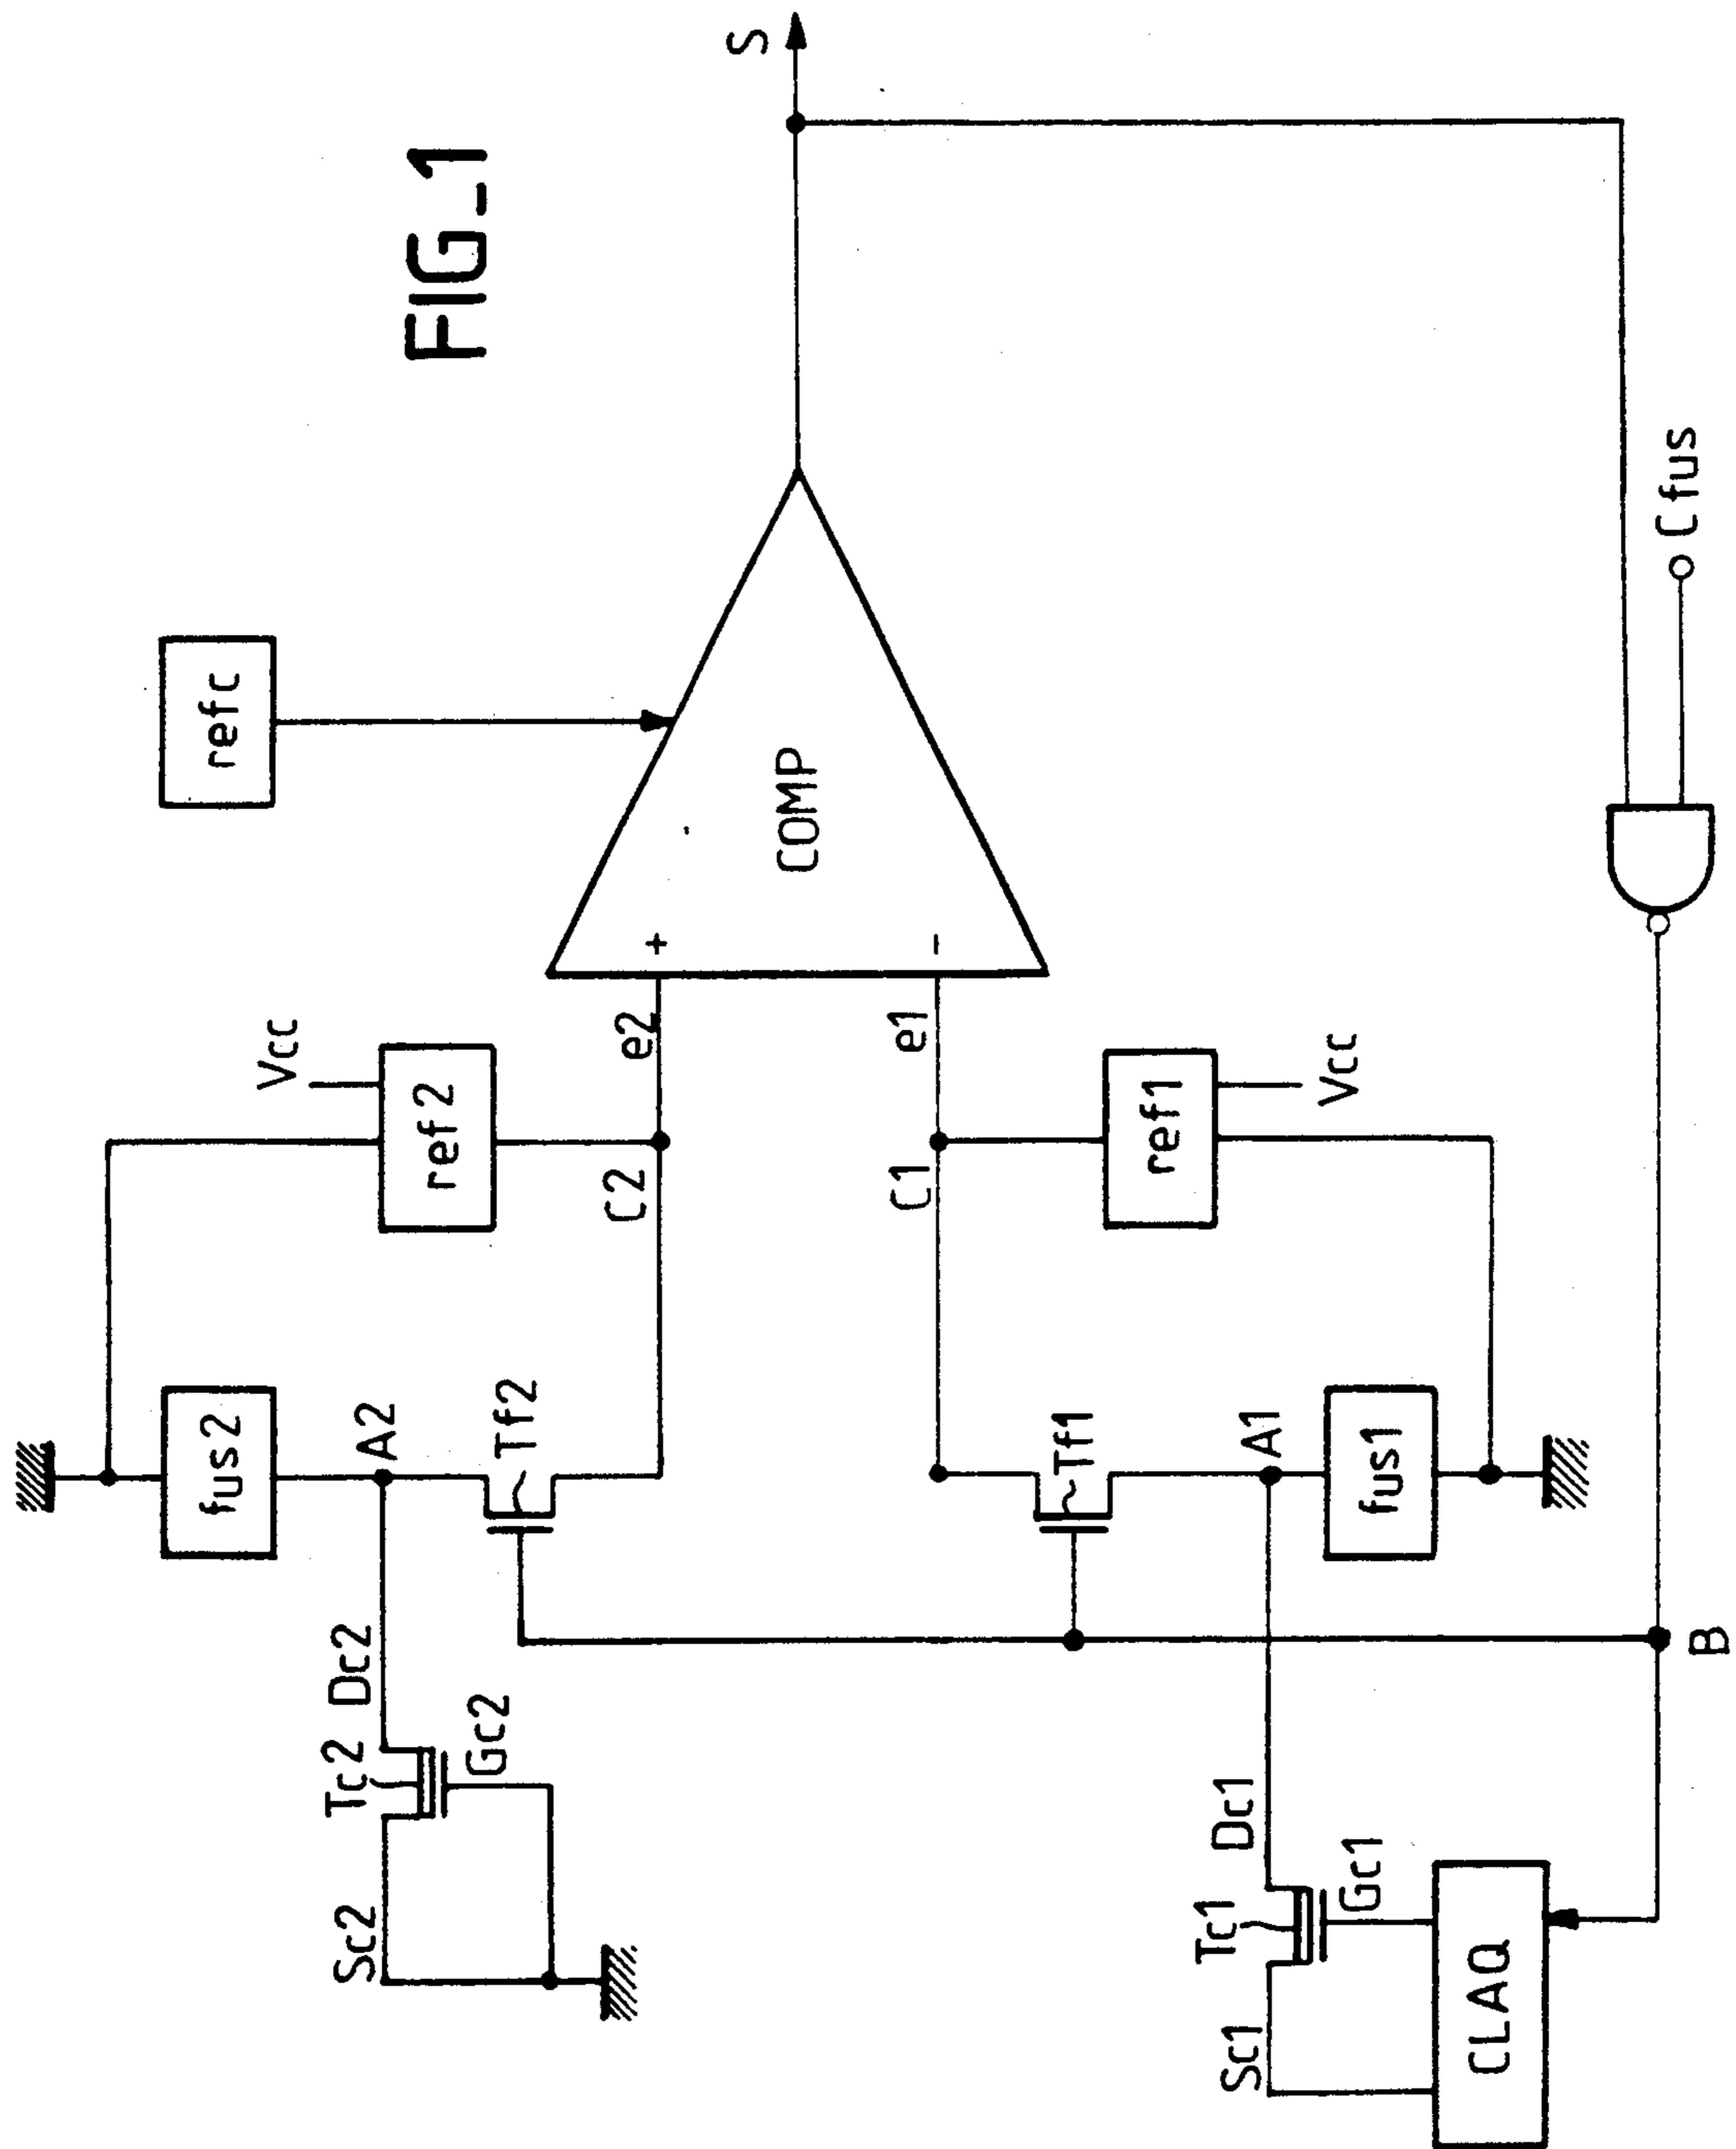 FIG_1
S
refc
COMP
+
-
Vcc
ref2
e2
C2
e1
C1
ref1
Vcc
Cfus
fus2
A2
Tf2
Tf1
A1
fus1
Dc2
Tc2
Gc2
Sc2
B
Dc1
Tc1
Gc1
Sc1
CLAQ